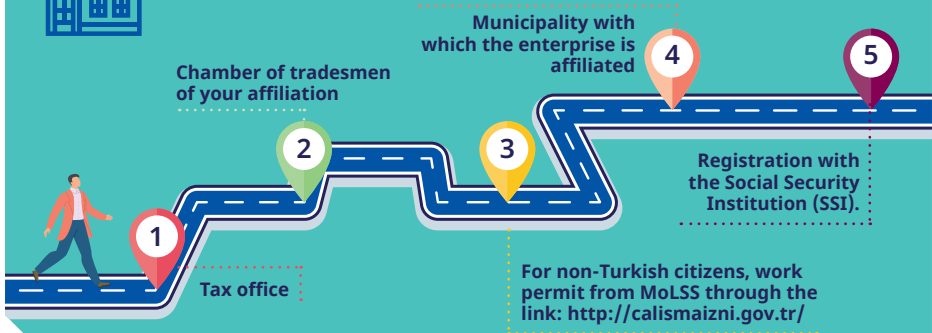 1
Tax office
2
Chamber of tradesmen
of your affiliation
3
For non-Turkish citizens, work
permit from MoLSS through the
link: http://calismaizni.gov.tr/
4
Municipality with
which the enterprise is
affiliated
5
Registration with
the Social Security
Institution (SSI).